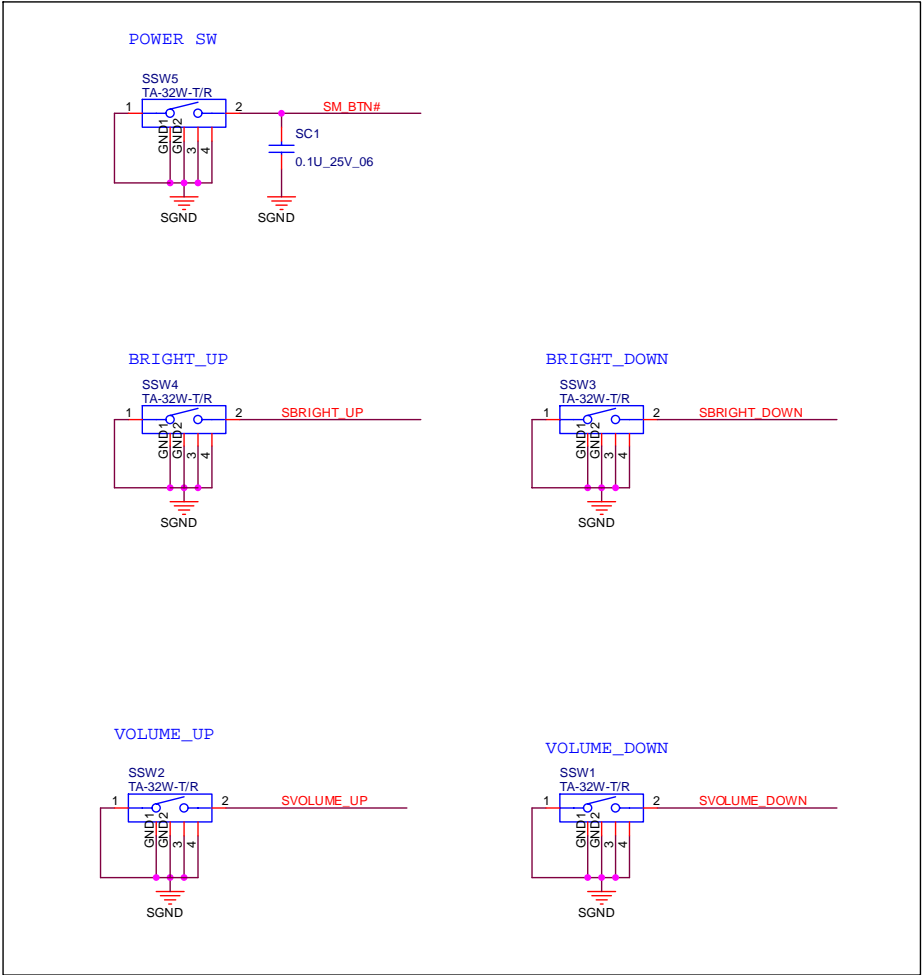 POWER SW
SSW5
TA-32W-T/R
1
2
SM_BTN#
GND1
GND2
3
4
SC1
0.1U_25V_06
SGND
SGND
BRIGHT_UP
SSW4
TA-32W-T/R
1
2
SBRIGHT_UP
GND1
GND2
3
4
SGND
BRIGHT_DOWN
SSW3
TA-32W-T/R
1
2
SBRIGHT_DOWN
GND1
GND2
3
4
SGND
VOLUME_UP
SSW2
TA-32W-T/R
1
2
SVOLUME_UP
GND1
GND2
3
4
SGND
VOLUME_DOWN
SSW1
TA-32W-T/R
1
2
SVOLUME_DOWN
GND1
GND2
3
4
SGND